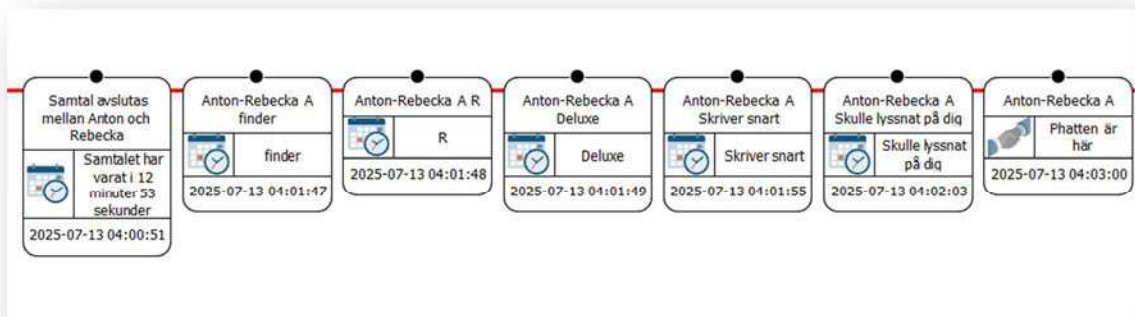 Samtal avslutas
mellan Anton och
Rebecka
Samtalet har
varat i 12
minuter 53
sekunder
2025-07-13 04:00:51
Anton-Rebecka A
finder
finder
2025-07-13 04:01:47
Anton-Rebecka A R
R
2025-07-13 04:01:48
Anton-Rebecka A
Deluxe
Deluxe
2025-07-13 04:01:49
Anton-Rebecka A
Skriver snart
Skriver snart
2025-07-13 04:01:55
Anton-Rebecka A
Skulle lyssnat på dig
Skulle lyssnat
på dig
2025-07-13 04:02:03
Anton-Rebecka A
Phatten är
här
2025-07-13 04:03:00